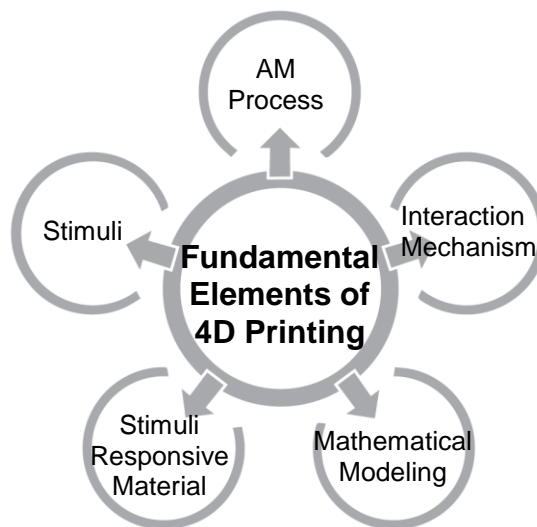 AM
Process
Interaction
Mechanism
Mathematical
Modeling
Stimuli
Responsive
Material
Stimuli
Fundamental
Elements of
4D Printing